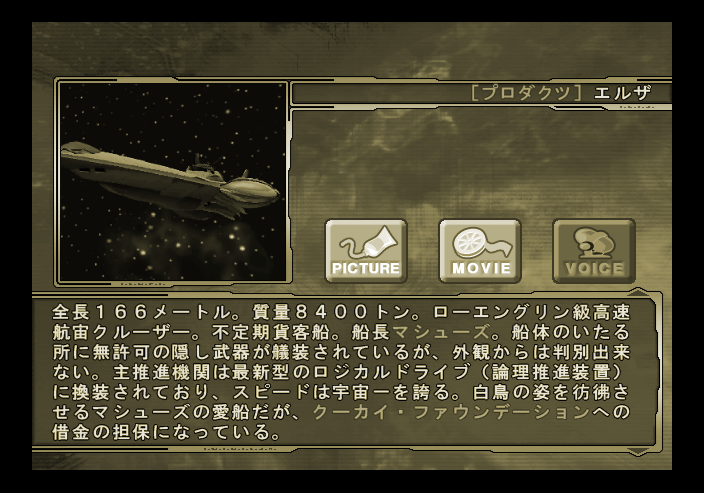 [プロダクツ] エルザ
PICTURE
MOVIE
VOICE
全長１６６メートル。質量８４００トン。ローエングリン級高速
航宙クルーザー。不定期貨客船。船長マシューズ。船体のいたる
所に無許可の隠し武器が艤装されているが、外観からは判別出来
ない。主推進機関は最新型のロジカルドライブ（論理推進装置）
に換装されており、スピードは宇宙一を誇る。白鳥の姿を彷彿さ
せるマシューズの愛船だが、クーカイ・ファウンデーションへの
借金の担保になっている。